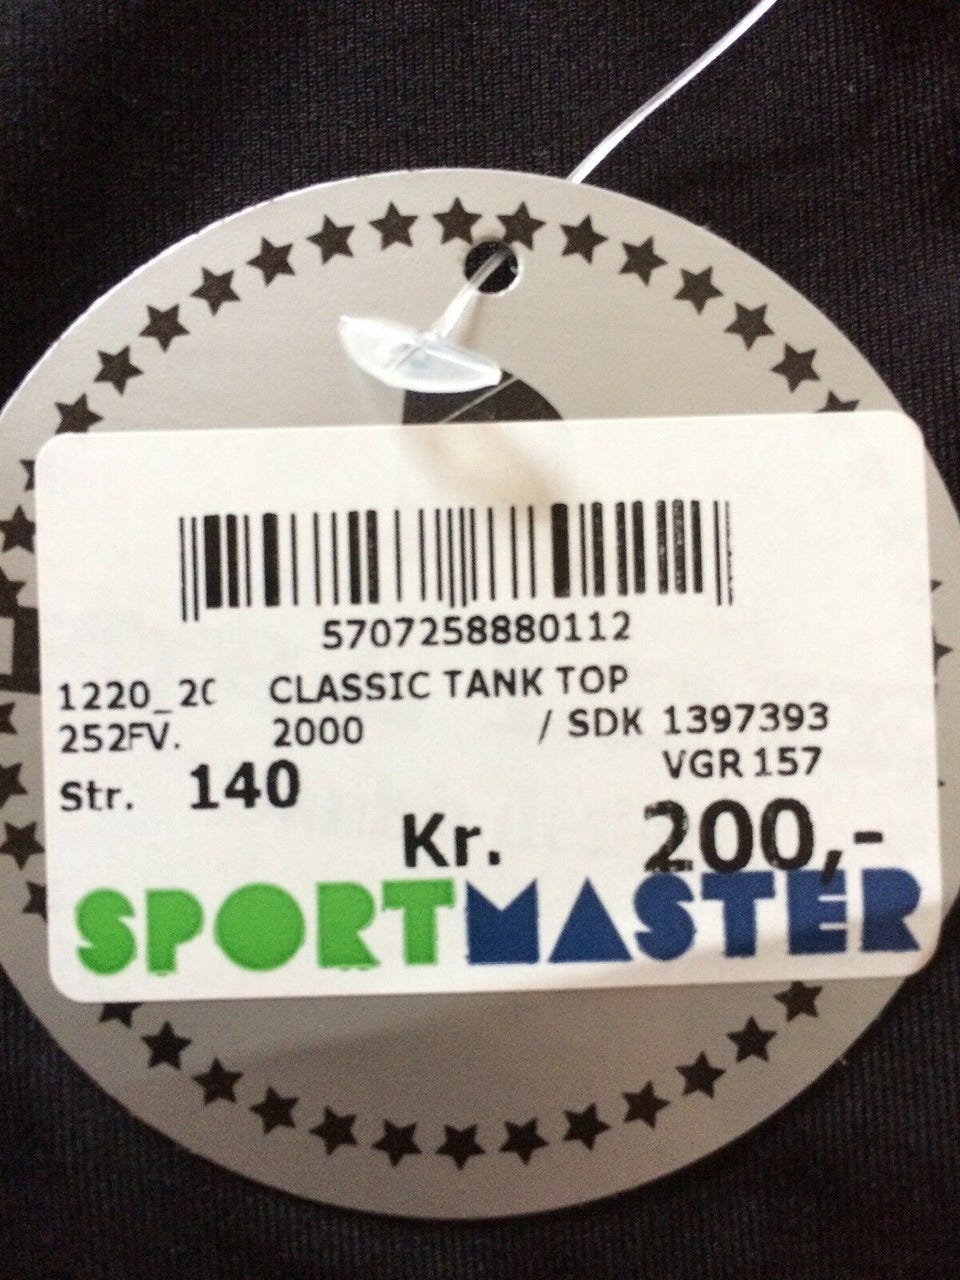 5707258880112
1220_20 CLASSIC TANK TOP
252FV. 2000 / SDK 1397393
VGR 157
Str. 140
Kr. 200,-
SPORTMASTER